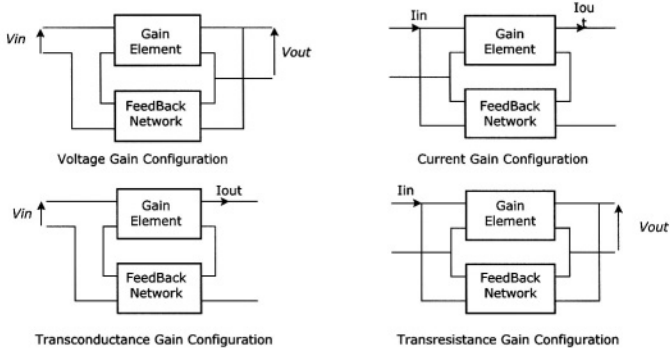 Vin
Gain
Element
Vout
FeedBack
Network
Voltage Gain Configuration
Iin
Iou
t
Gain
Element
FeedBack
Network
Current Gain Configuration
Vin
Iout
Gain
Element
FeedBack
Network
Transconductance Gain Configuration
Iin
Gain
Element
Vout
FeedBack
Network
Transresistance Gain Configuration